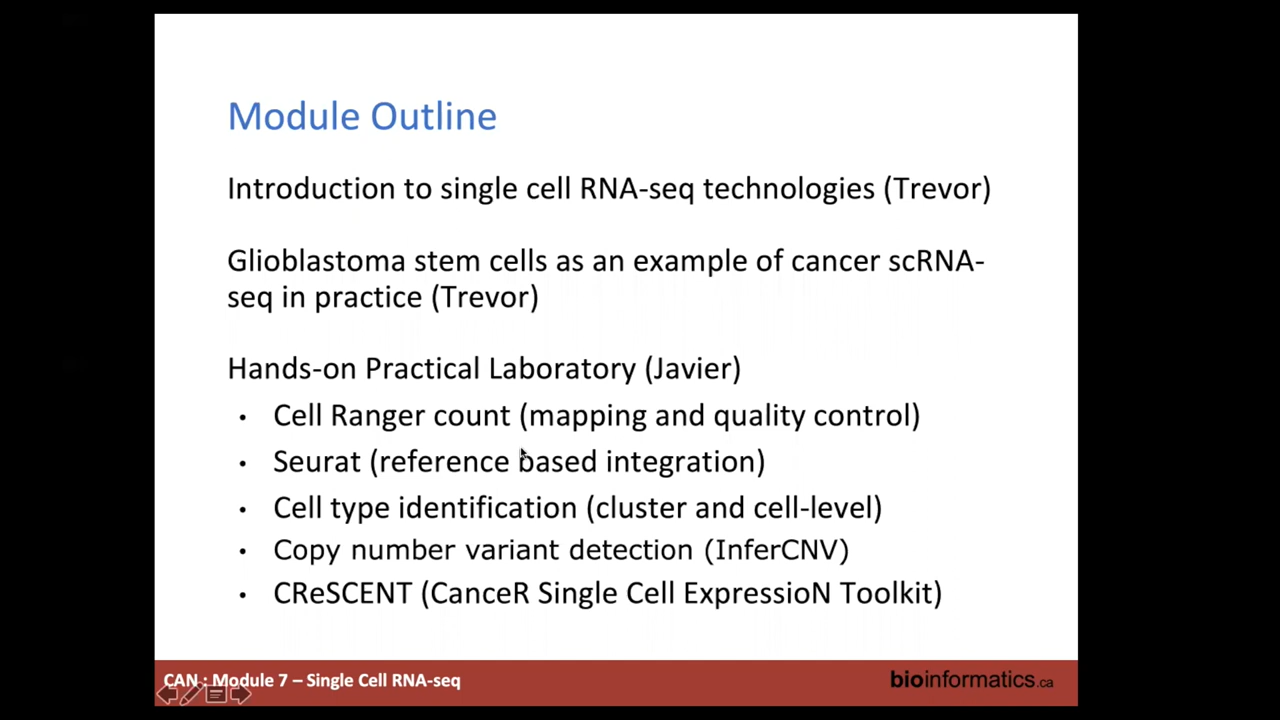 Module Outline
Introduction to single cell RNA-seq technologies (Trevor)
Glioblastoma stem cells as an example of cancer scRNA-
seq in practice (Trevor)
Hands-on Practical Laboratory (Javier)
• Cell Ranger count (mapping and quality control)
• Seurat (reference based integration)
• Cell type identification (cluster and cell-level)
• Copy number variant detection (InferCNV)
• CReSCENT (CanceR Single Cell ExpressioN Toolkit)
CAN : Module 7 – Single Cell RNA-seq
bioinformatics.ca